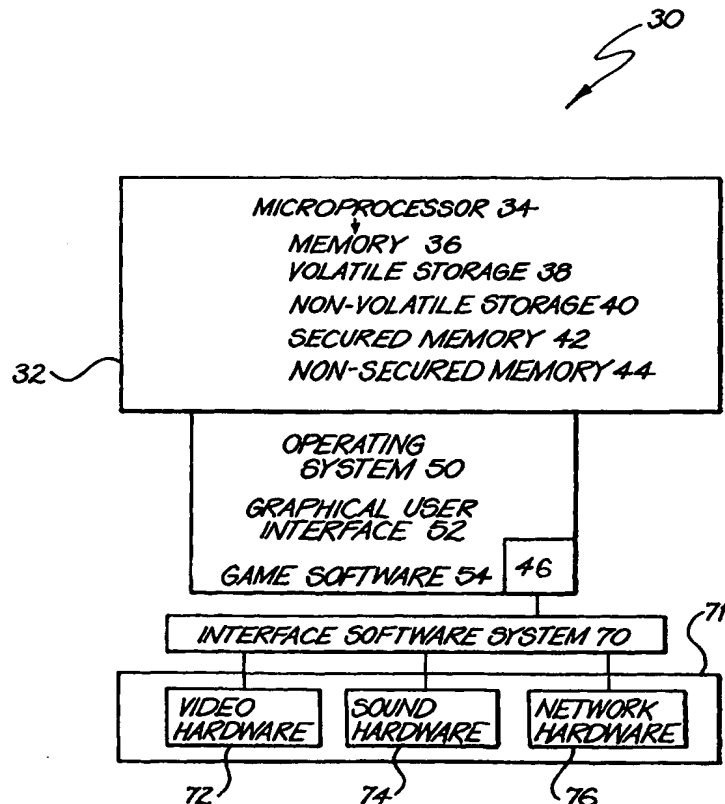 30
MICROPROCESSOR 34
MEMORY 36
VOLATILE STORAGE 38
NON-VOLATILE STORAGE 40
SECURED MEMORY 42
NON-SECURED MEMORY 44
32
OPERATING
SYSTEM 50
GRAPHICAL USER
INTERFACE 52
GAME SOFTWARE 54
46
INTERFACE SOFTWARE SYSTEM 70
71
VIDEO
HARDWARE
SOUND
HARDWARE
NETWORK
HARDWARE
72
74
76